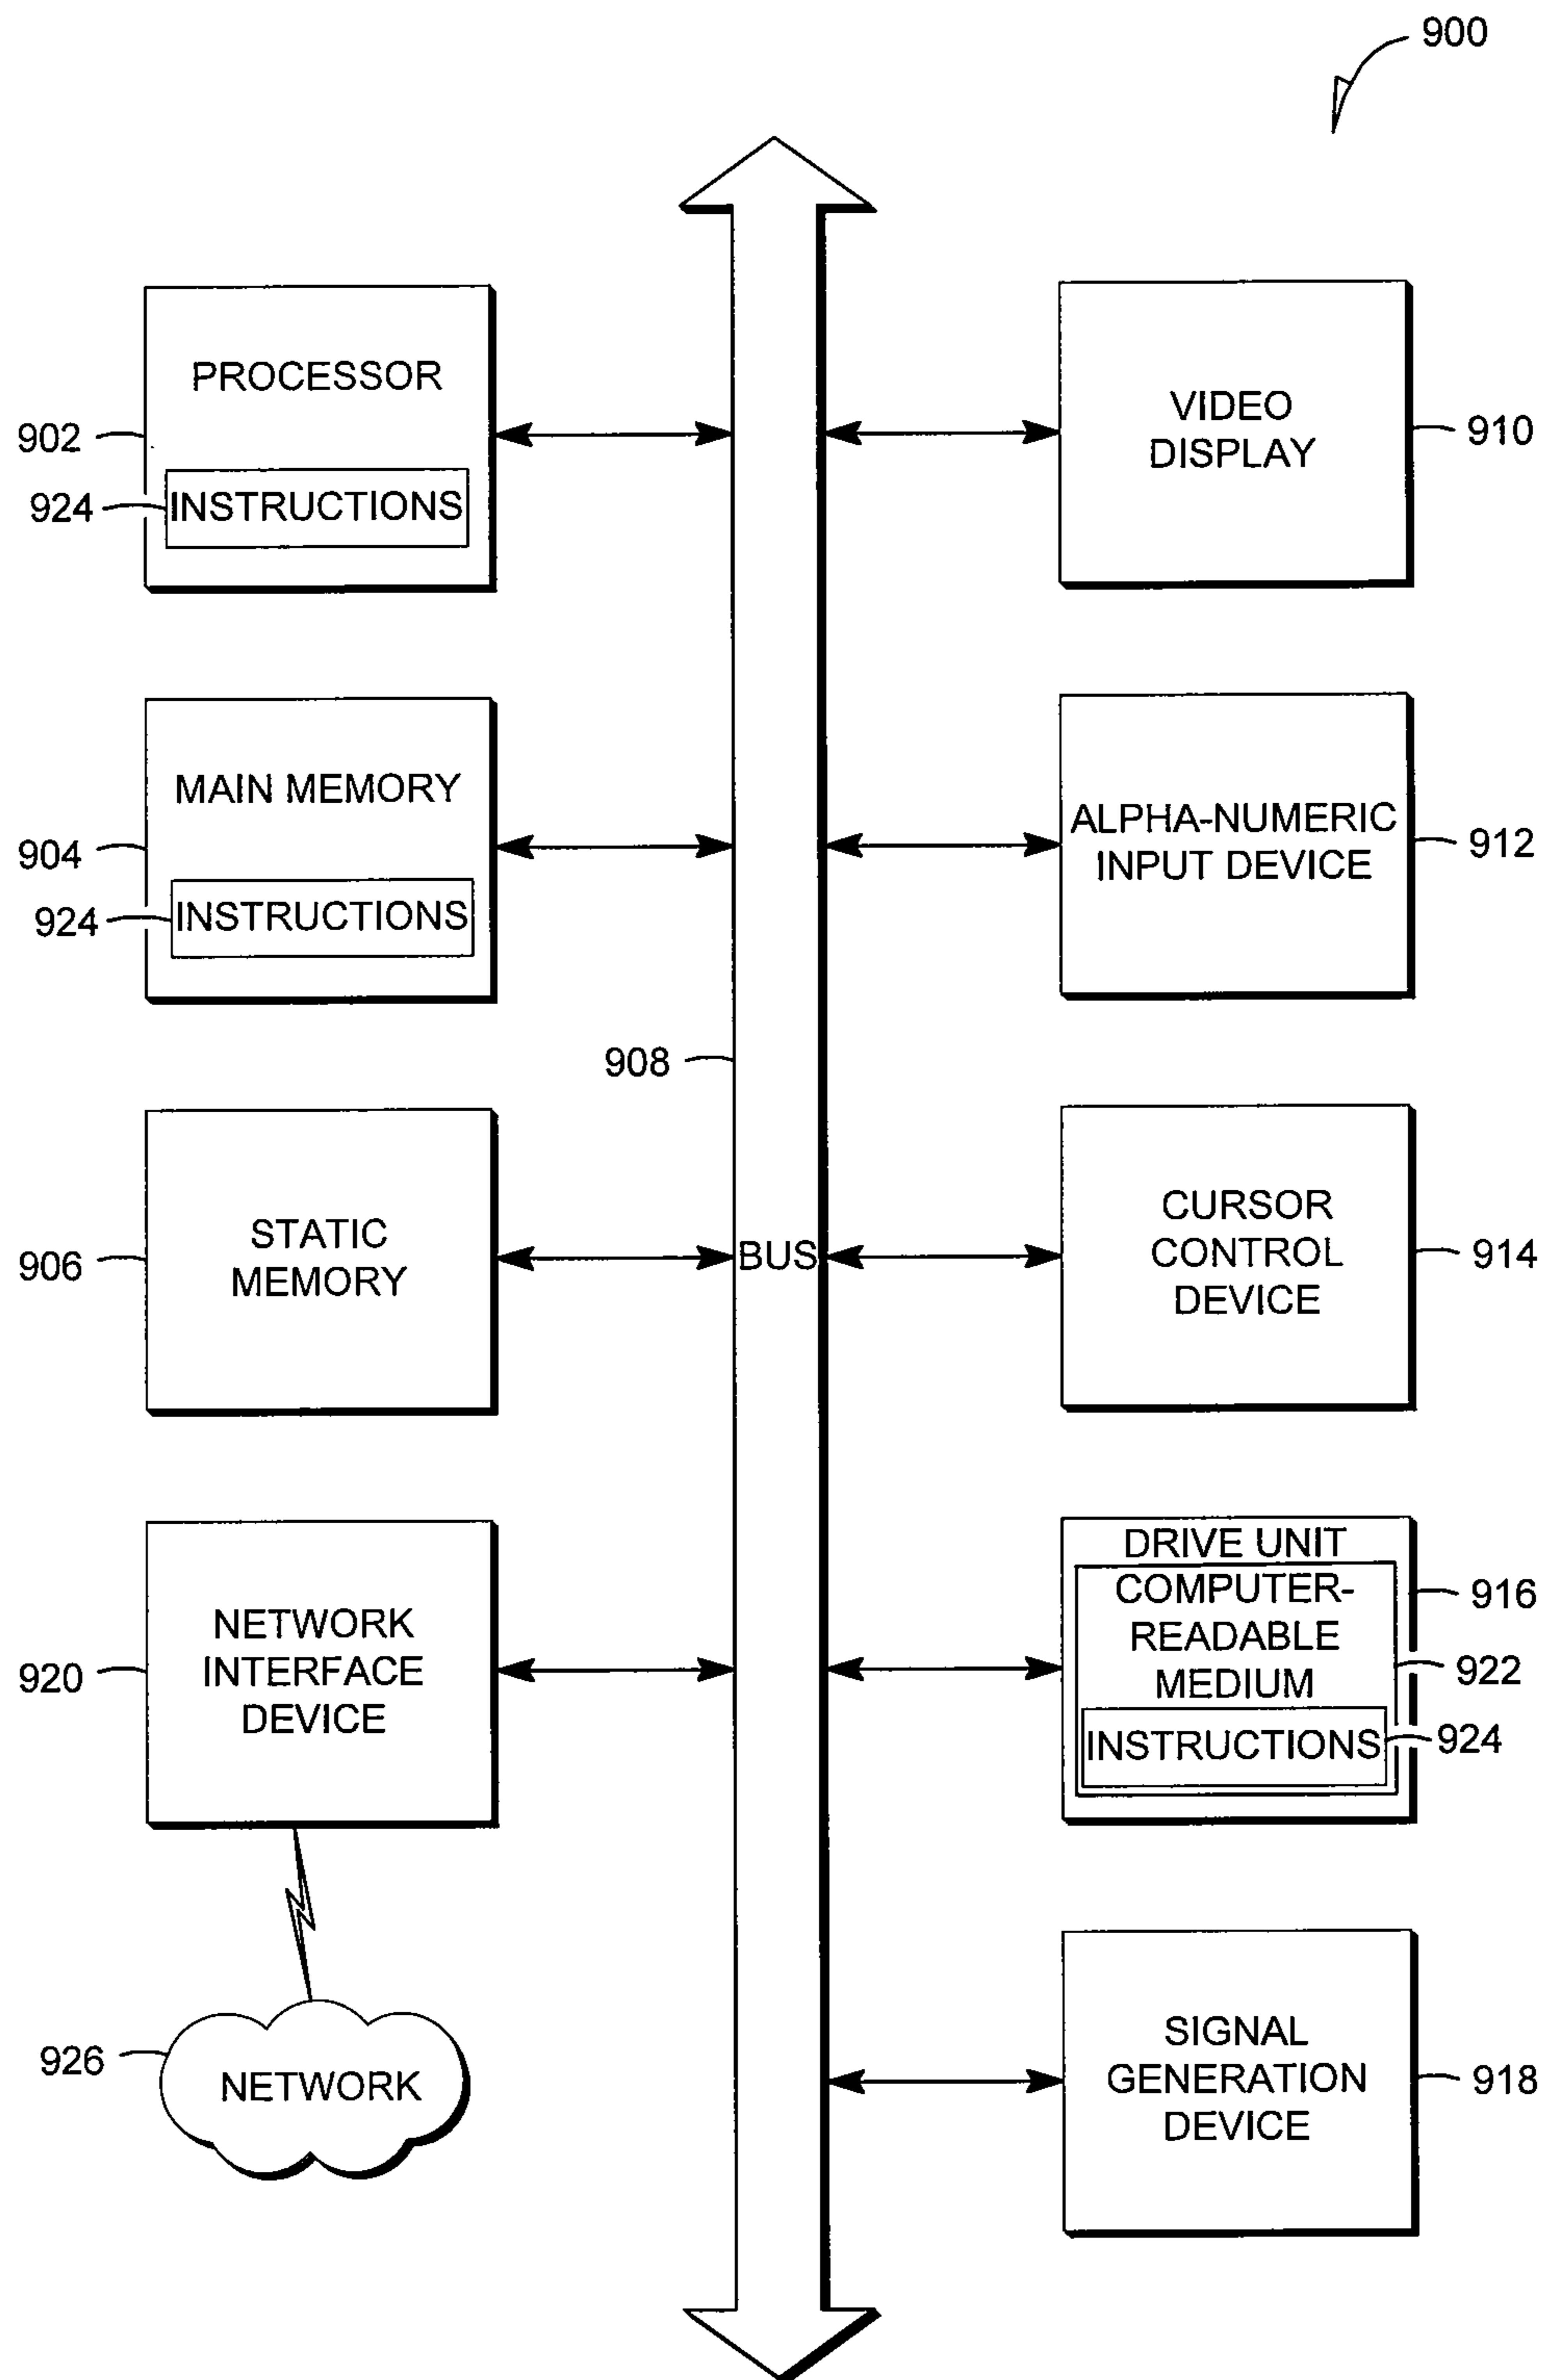 900
PROCESSOR
902
924
INSTRUCTIONS
VIDEO
DISPLAY
910
MAIN MEMORY
904
924
INSTRUCTIONS
ALPHA-NUMERIC
INPUT DEVICE
912
908
STATIC
MEMORY
906
BUS
CURSOR
CONTROL
DEVICE
914
NETWORK
INTERFACE
DEVICE
920
DRIVE UNIT
COMPUTER-
READABLE
MEDIUM
INSTRUCTIONS
916
922
924
926
NETWORK
SIGNAL
GENERATION
DEVICE
918